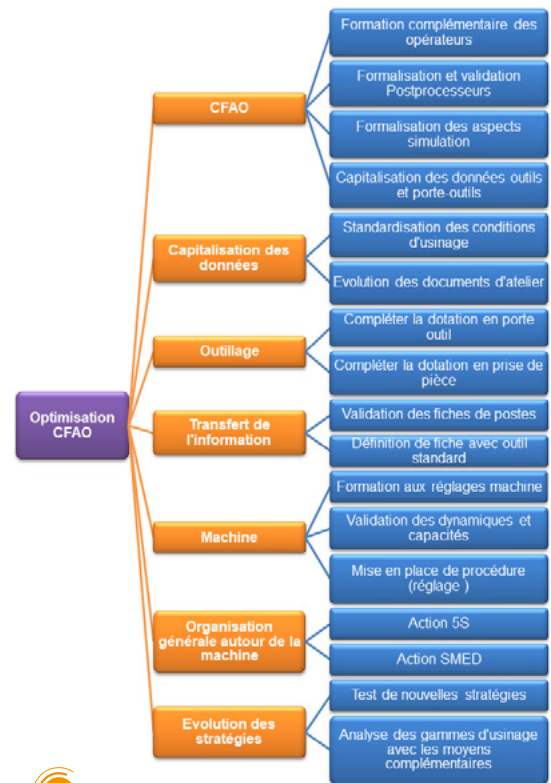 Optimisation
CFAO
CFAO
Formation complémentaire des
opérateurs
Formalisation et validation
Postprocesseurs
Formalisation des aspects
simulation
Capitalisation des données outils
et porte-outils
Capitalisation des
données
Standardisation des conditions
d'usinage
Evolution des documents d'atelier
Outillage
Compléter la dotation en porte
outil
Compléter la dotation en prise de
pièce
Transfert de
l'information
Validation des fiches de postes
Définition de fiche avec outil
standard
Machine
Formation aux réglages machine
Validation des dynamiques et
capacités
Mise en place de procédure
(réglage )
Organisation
générale autour de la
machine
Action 5S
Action SMED
Evolution des
stratégies
Test de nouvelles stratégies
Analyse des gammes d'usinage
avec les moyens
complémentaires